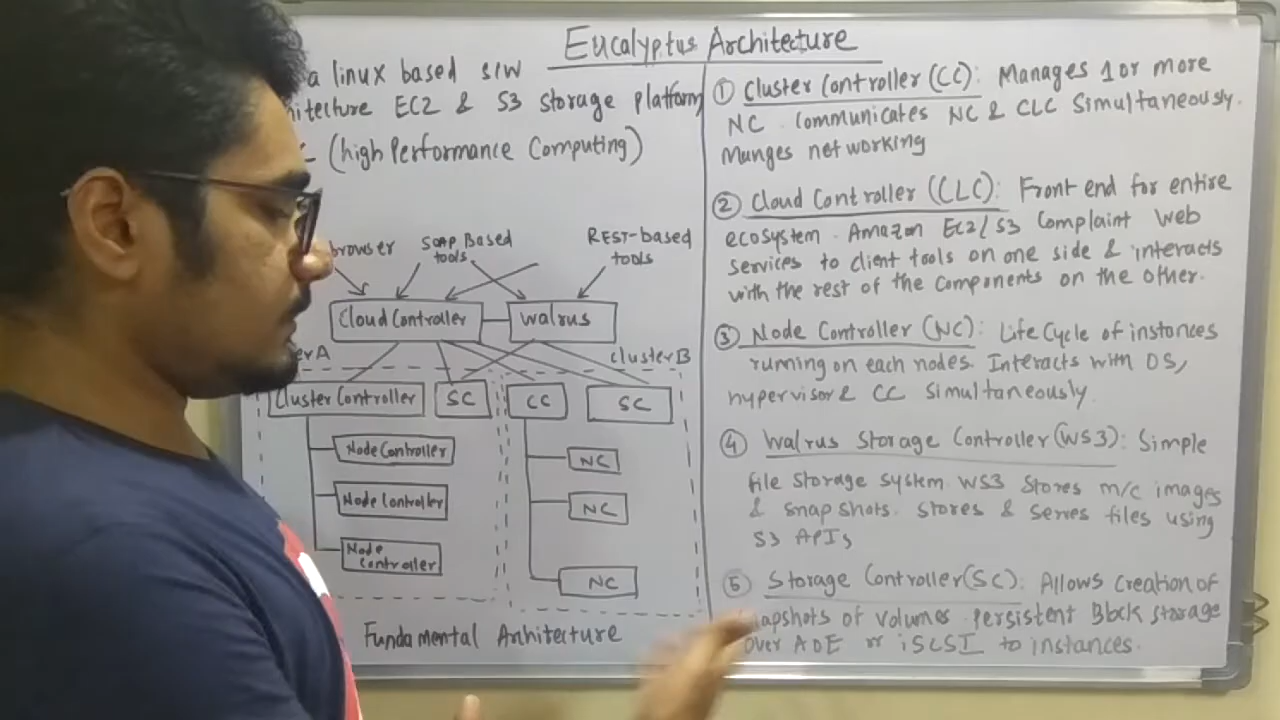 Eucalyptus Architecture
a linux based s/w
hitecture EC2 & S3 storage platform
(high Performance Computing)
browser
SOAP Based
tools
REST-based
tools
Cloud Controller
Walrus
erA
clusterB
Cluster Controller
SC
CC
SC
Node Controller
Node Controller
Node
Controller
NC
NC
NC
Fundamental Arhitecture
① Cluster Controller (CC): Manages 1 or more
NC. Communicates NC & CLC Simultaneously.
Manges networking
② Cloud Controller (CLC): Front end for entire
ecosystem. Amazon Ec2/S3 Complaint Web
services to client tools on one side & interacts
with the rest of the Components on the other.
③ Node Controller (NC): Life Cycle of instances
running on each nodes. Interacts with OS,
hypervisor & CC Simultaneously.
④ Walrus Storage Controller (WS3): Simple
file storage system. WS3 Stores m/c images
& snapshots. Stores & serves files using
S3 APIs
⑤ Storage Controller (SC): Allows Creation of
napshots of volumes. Persistent Block Storage
over AOE or iSCSI to instances.